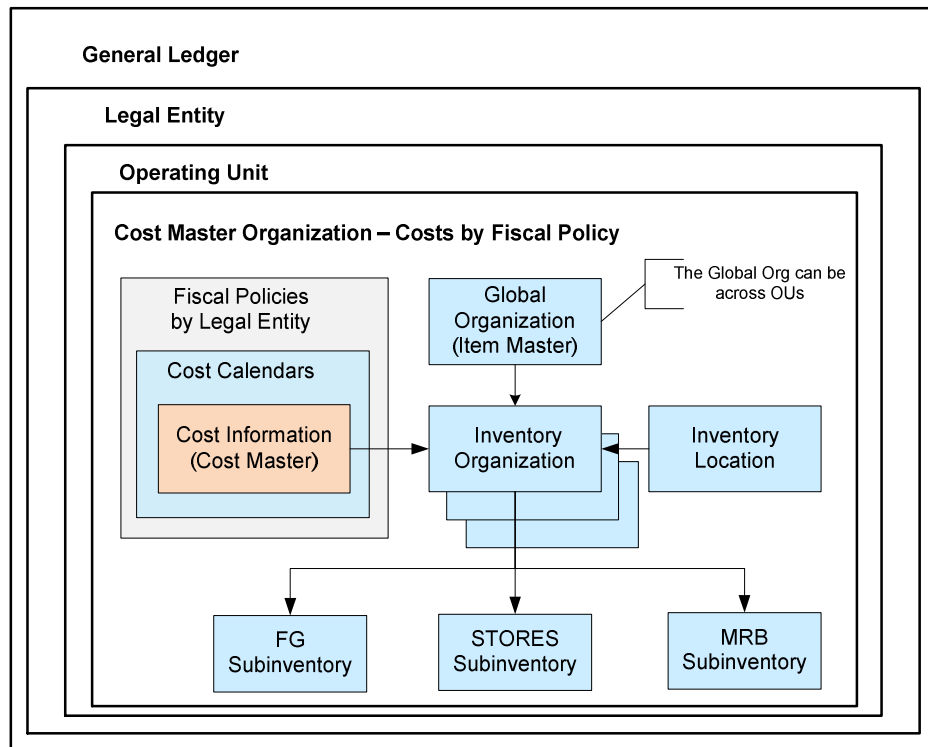 General Ledger
Legal Entity
Operating Unit
Cost Master Organization – Costs by Fiscal Policy
The Global Org can be
across OUs
Fiscal Policies
by Legal Entity
Global
Organization
(Item Master)
Cost Calendars
Cost Information
(Cost Master)
Inventory
Organization
Inventory
Location
FG
Subinventory
STORES
Subinventory
MRB
Subinventory